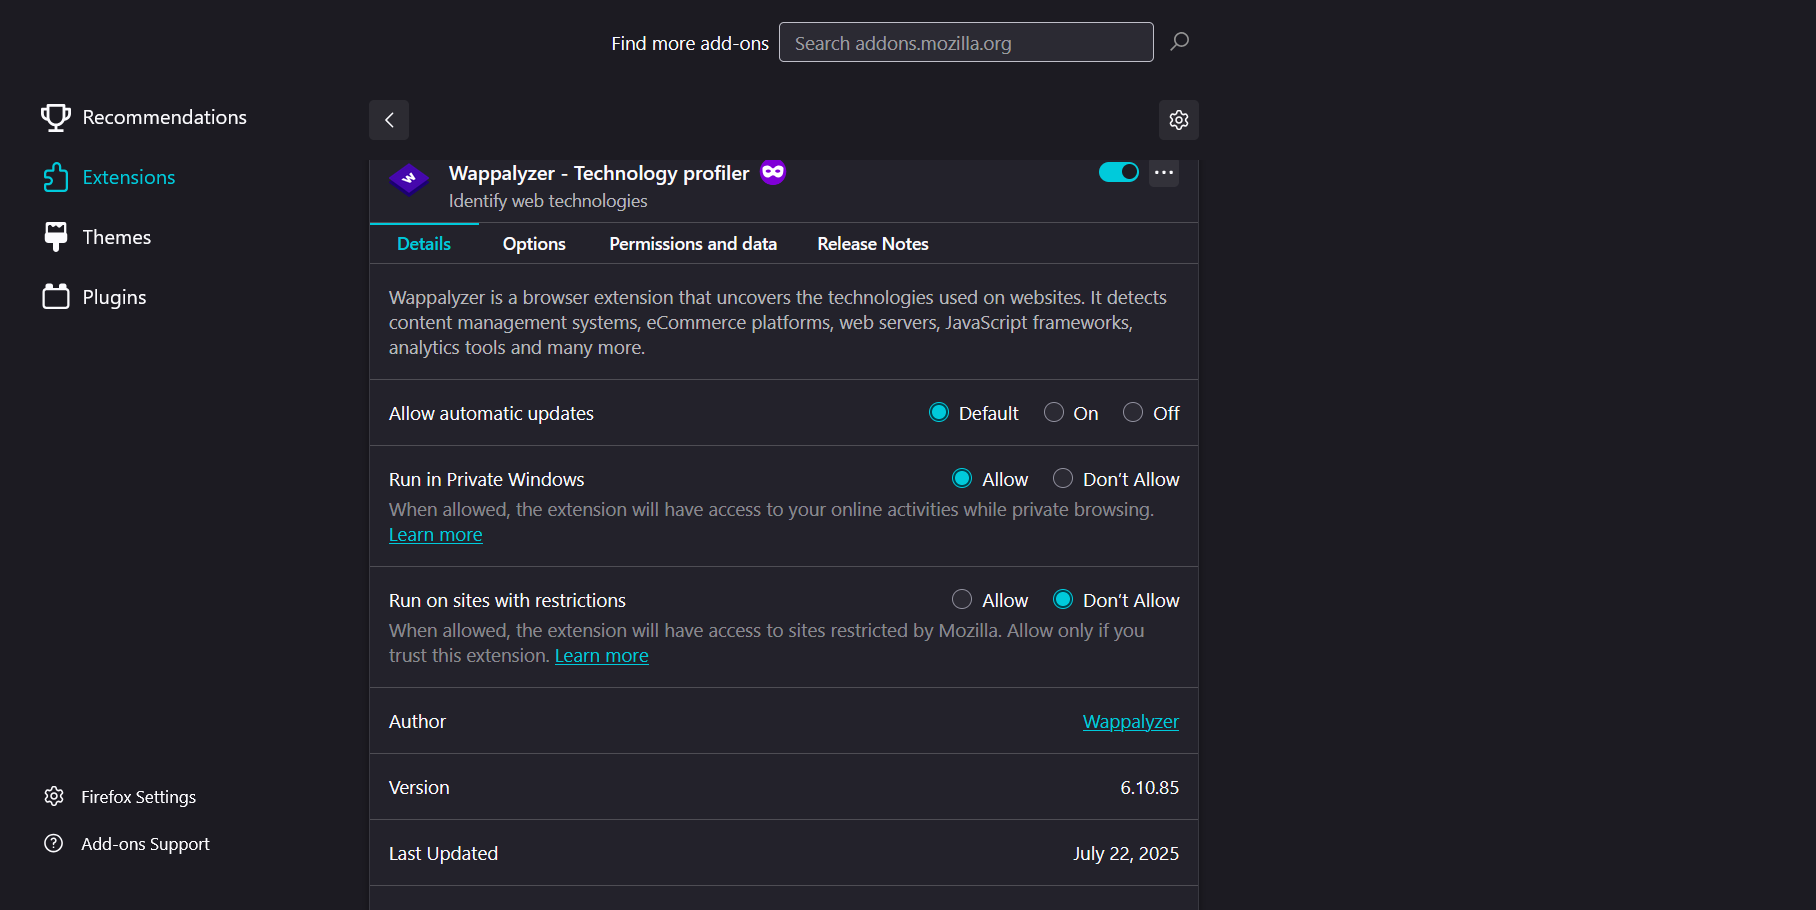 Find more add-ons
Search addons.mozilla.org
Recommendations
Extensions
Themes
Plugins
W
Wappalyzer - Technology profiler
Identify web technologies
Details
Options
Permissions and data
Release Notes
Wappalyzer is a browser extension that uncovers the technologies used on websites. It detects
content management systems, eCommerce platforms, web servers, JavaScript frameworks,
analytics tools and many more.
Allow automatic updates
Default
On
Off
Run in Private Windows
Allow
Don’t Allow
When allowed, the extension will have access to your online activities while private browsing.
Learn more
Run on sites with restrictions
Allow
Don’t Allow
When allowed, the extension will have access to sites restricted by Mozilla. Allow only if you
trust this extension. Learn more
Author
Wappalyzer
Version
6.10.85
Last Updated
July 22, 2025
Firefox Settings
Add-ons Support